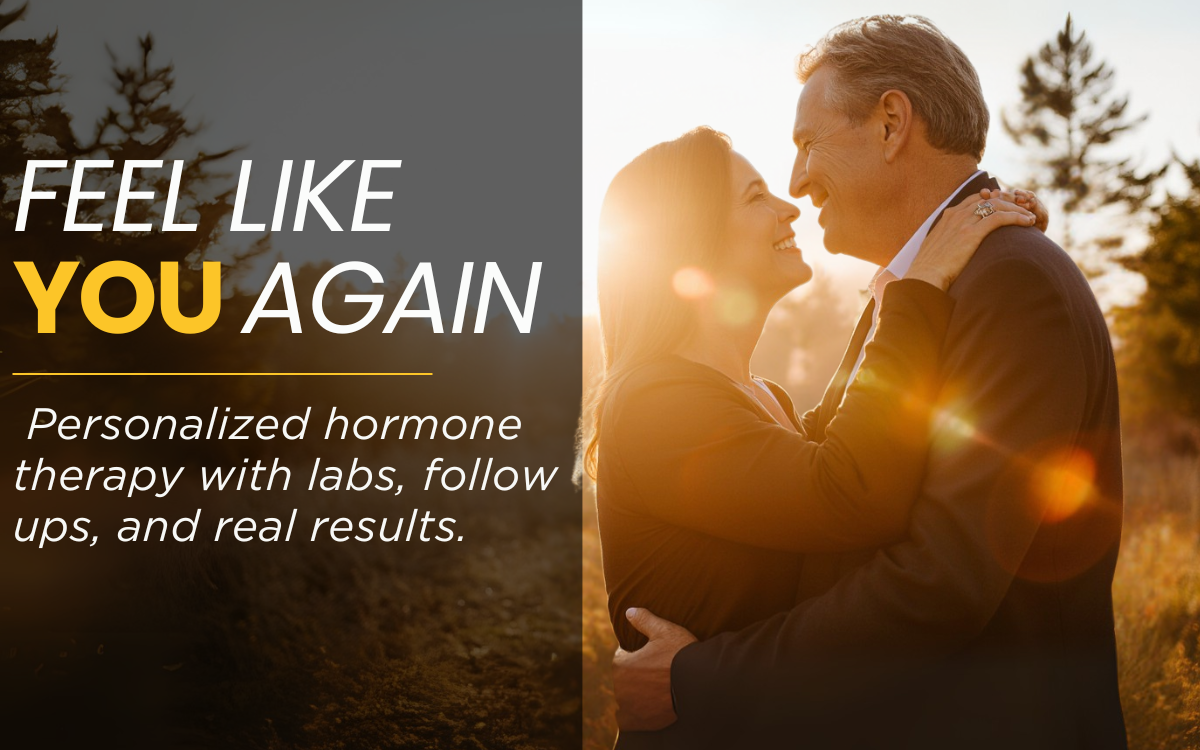 FEEL LIKE
YOU AGAIN
Personalized hormone
therapy with labs, follow
ups, and real results.